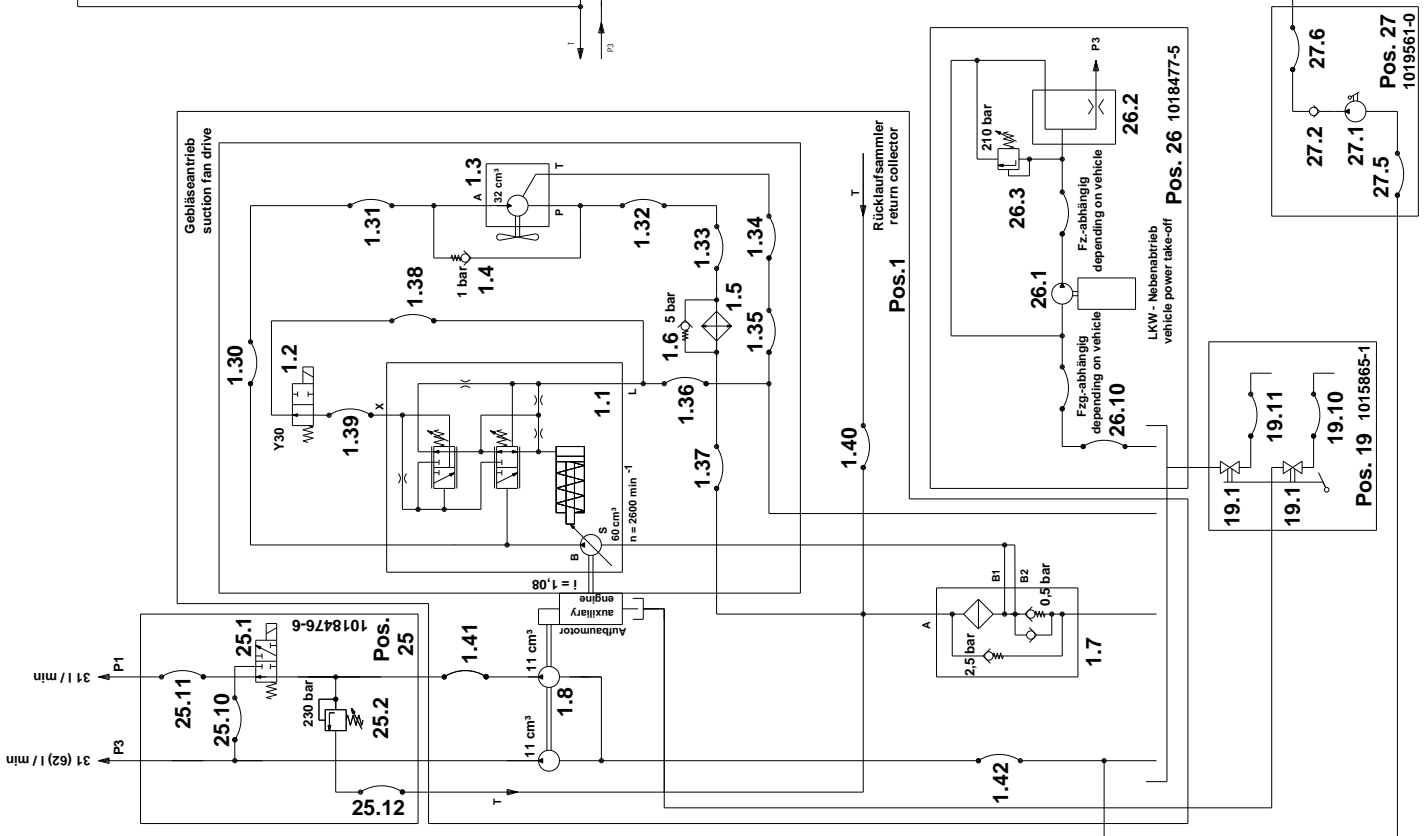 T
P3
Gebläseantrieb
suction fan drive
1.30
1.31
1.38
1 bar
1.4
A
1.3
32 cm³
T
P
1.32
1.33
1.34
5 bar
1.6
1.5
1.35
Y30
1.2
1.39
X
1.1
L
1.36
1.37
B
S
60 cm³
n = 2600 min -1
i = 1,08
Aufbaumotor
auxiliary
engine
Rücklaufsammler
return collector
T
Pos.1
1.40
31 l / min
P1
31 (62) l / min
P3
25.11
25.10
25.1
1018476-6
Pos.
25
230 bar
25.2
25.12
T
1.41
11 cm³
11 cm³
1.8
1.42
A
B1
B2
2,5 bar
0,5 bar
1.7
P3
210 bar
26.2
26.3
Pos. 26 1018477-5
Fz.-abhängig
depending on vehicle
26.1
LKW - Nebenabtrieb
vehicle power take-off
Fzg.-abhängig
depending on vehicle
26.10
19.11
19.10
19.1
19.1
Pos. 19 1015865-1
27.6
27.2
27.1
27.5
Pos. 27
1019561-0